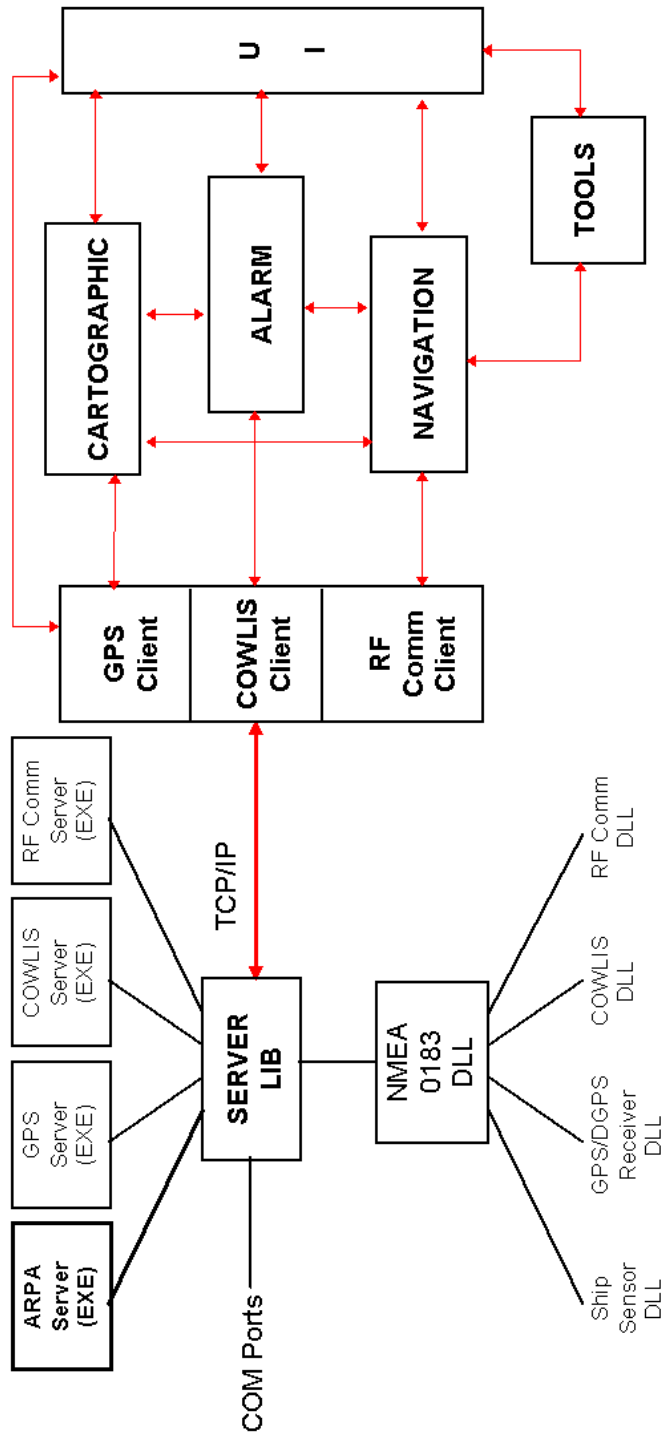 ARPA
Server
(EXE)
GPS
Server
(EXE)
COWLIS
Server
(EXE)
RF Comm
Server
(EXE)
COM Ports
SERVER
LIB
TCP/IP
NMEA
0183
DLL
Ship
Sensor
DLL
GPS/DGPS
Receiver
DLL
COWLIS
DLL
RF Comm
DLL
GPS
Client
COWLIS
Client
RF
Comm
Client
CARTOGRAPHIC
ALARM
NAVIGATION
U I
TOOLS